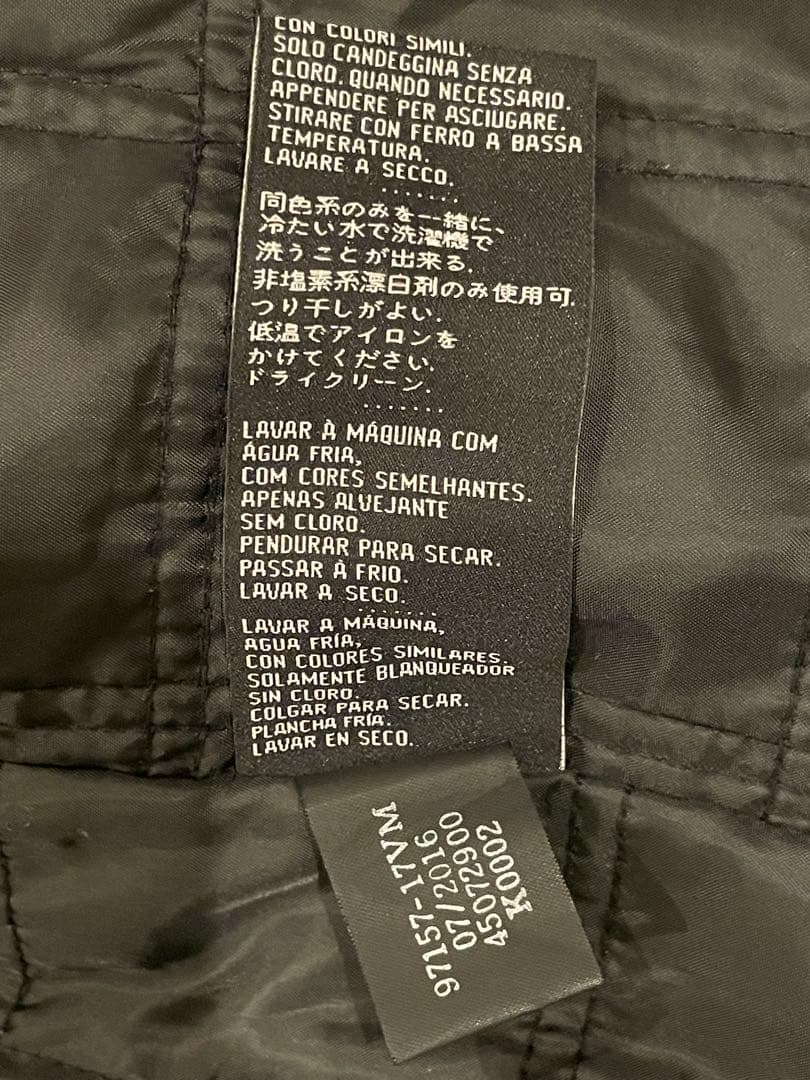 CON COLORI SIMILI.
SOLO CANDEGGINA SENZA
CLORO. QUANDO NECESSARIO.
APPENDERE PER ASCIUGARE.
STIRARE CON FERRO A BASSA
TEMPERATURA.
LAVARE A SECCO.
.......
同色系のみを一緒に、
冷たい水で洗濯機で
洗うことが出来る.
非塩素系漂白剤のみ使用可.
つり干しがよい.
低温でアイロンを
かけてください.
ドライクリーン.
.......
LAVAR À MÁQUINA COM
ÁGUA FRIA,
COM CORES SEMELHANTES.
APENAS ALVEJANTE
SEM CLORO.
PENDURAR PARA SECAR.
PASSAR À FRIO.
LAVAR A SECO.
.......
LAVAR A MÁQUINA,
AGUA FRÍA,
CON COLORES SIMILARES.
SOLAMENTE BLANQUEADOR
SIN CLORO.
COLGAR PARA SECAR.
PLANCHA FRÍA.
LAVAR EN SECO.
97157-17VM
07/2016
45072900
K0002